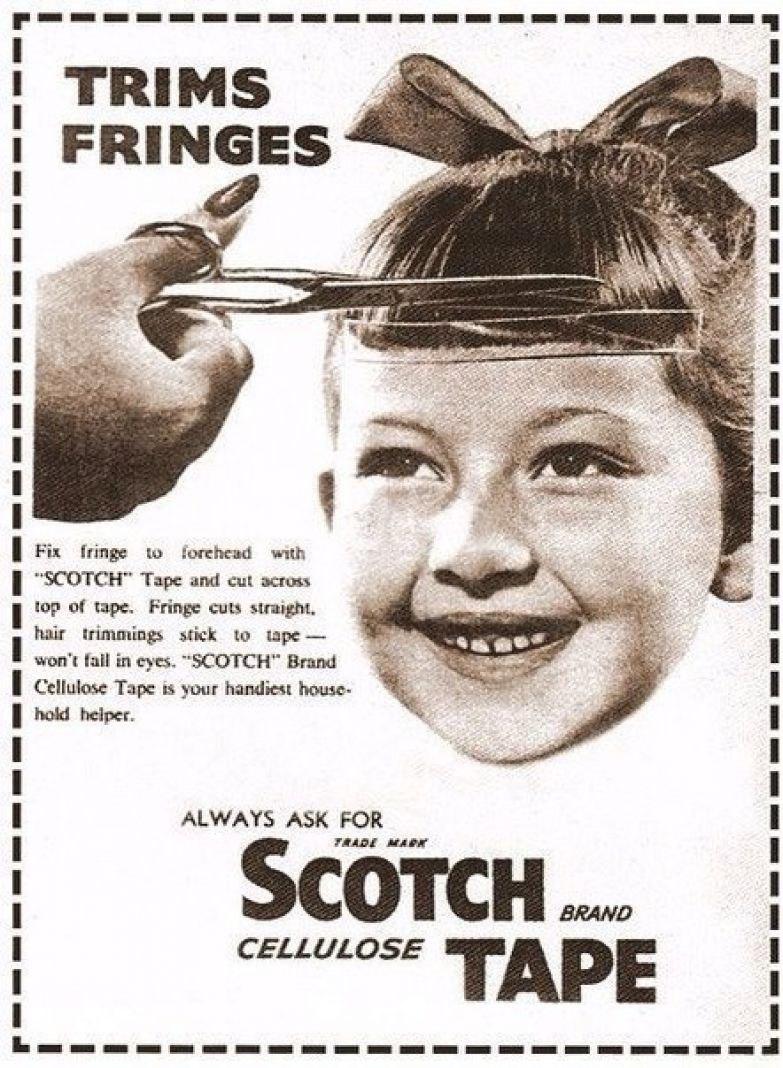 TRIMS
FRINGES
Fix fringe to forehead with
"SCOTCH" Tape and cut across
top of tape. Fringe cuts straight,
hair trimmings stick to tape —
won't fall in eyes. "SCOTCH" Brand
Cellulose Tape is your handiest house-
hold helper.
ALWAYS ASK FOR
TRADE MARK
SCOTCH BRAND
CELLULOSE TAPE